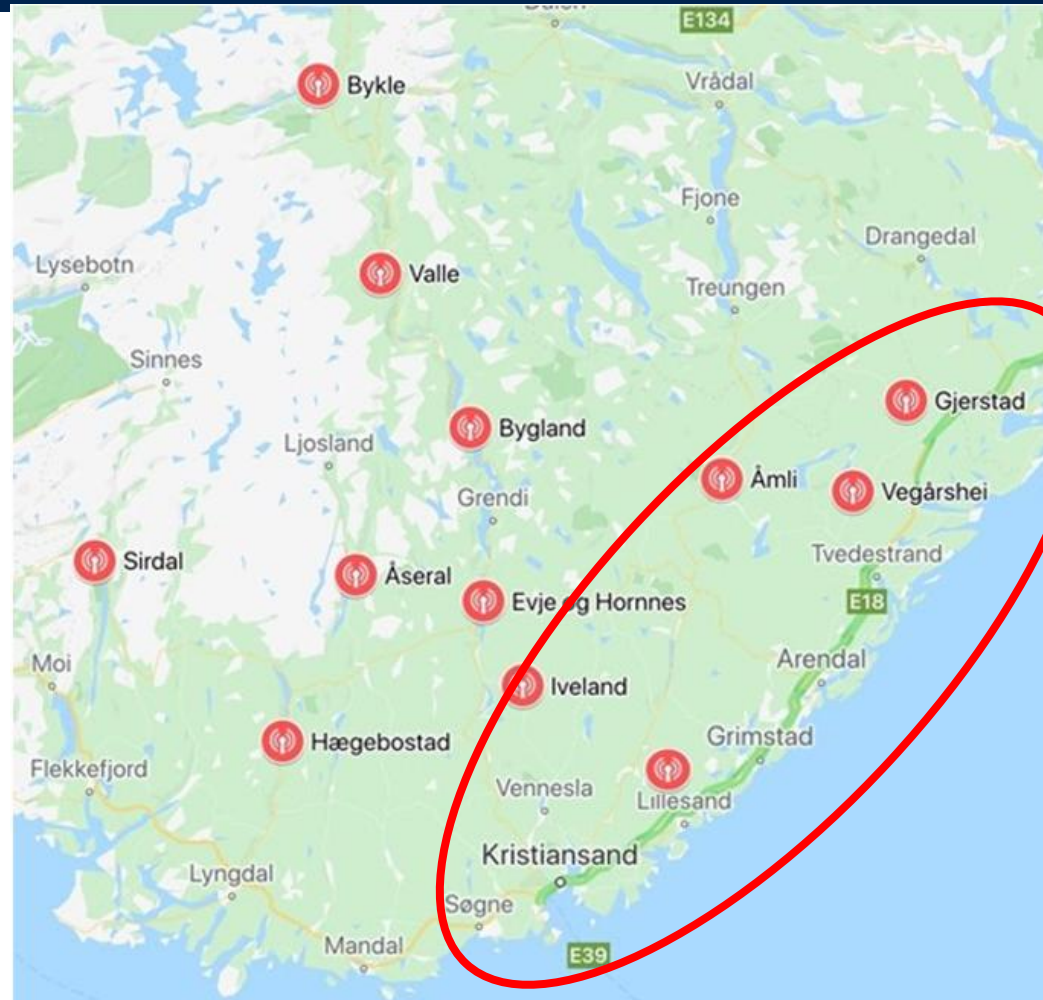 E134
Bykle
Vrådal
Fjone
Drangedal
Lysebotn
Valle
Treungen
Sinnes
Gjerstad
Bygland
Ljosland
Åmli
Vegårshei
Grendi
Tvedestrand
Sirdal
Åseral
Evje og Hornnes
E18
Moi
Arendal
Iveland
Grimstad
Hægebostad
Flekkefjord
Vennesla
Lillesand
Kristiansand
Lyngdal
Søgne
Mandal
E39